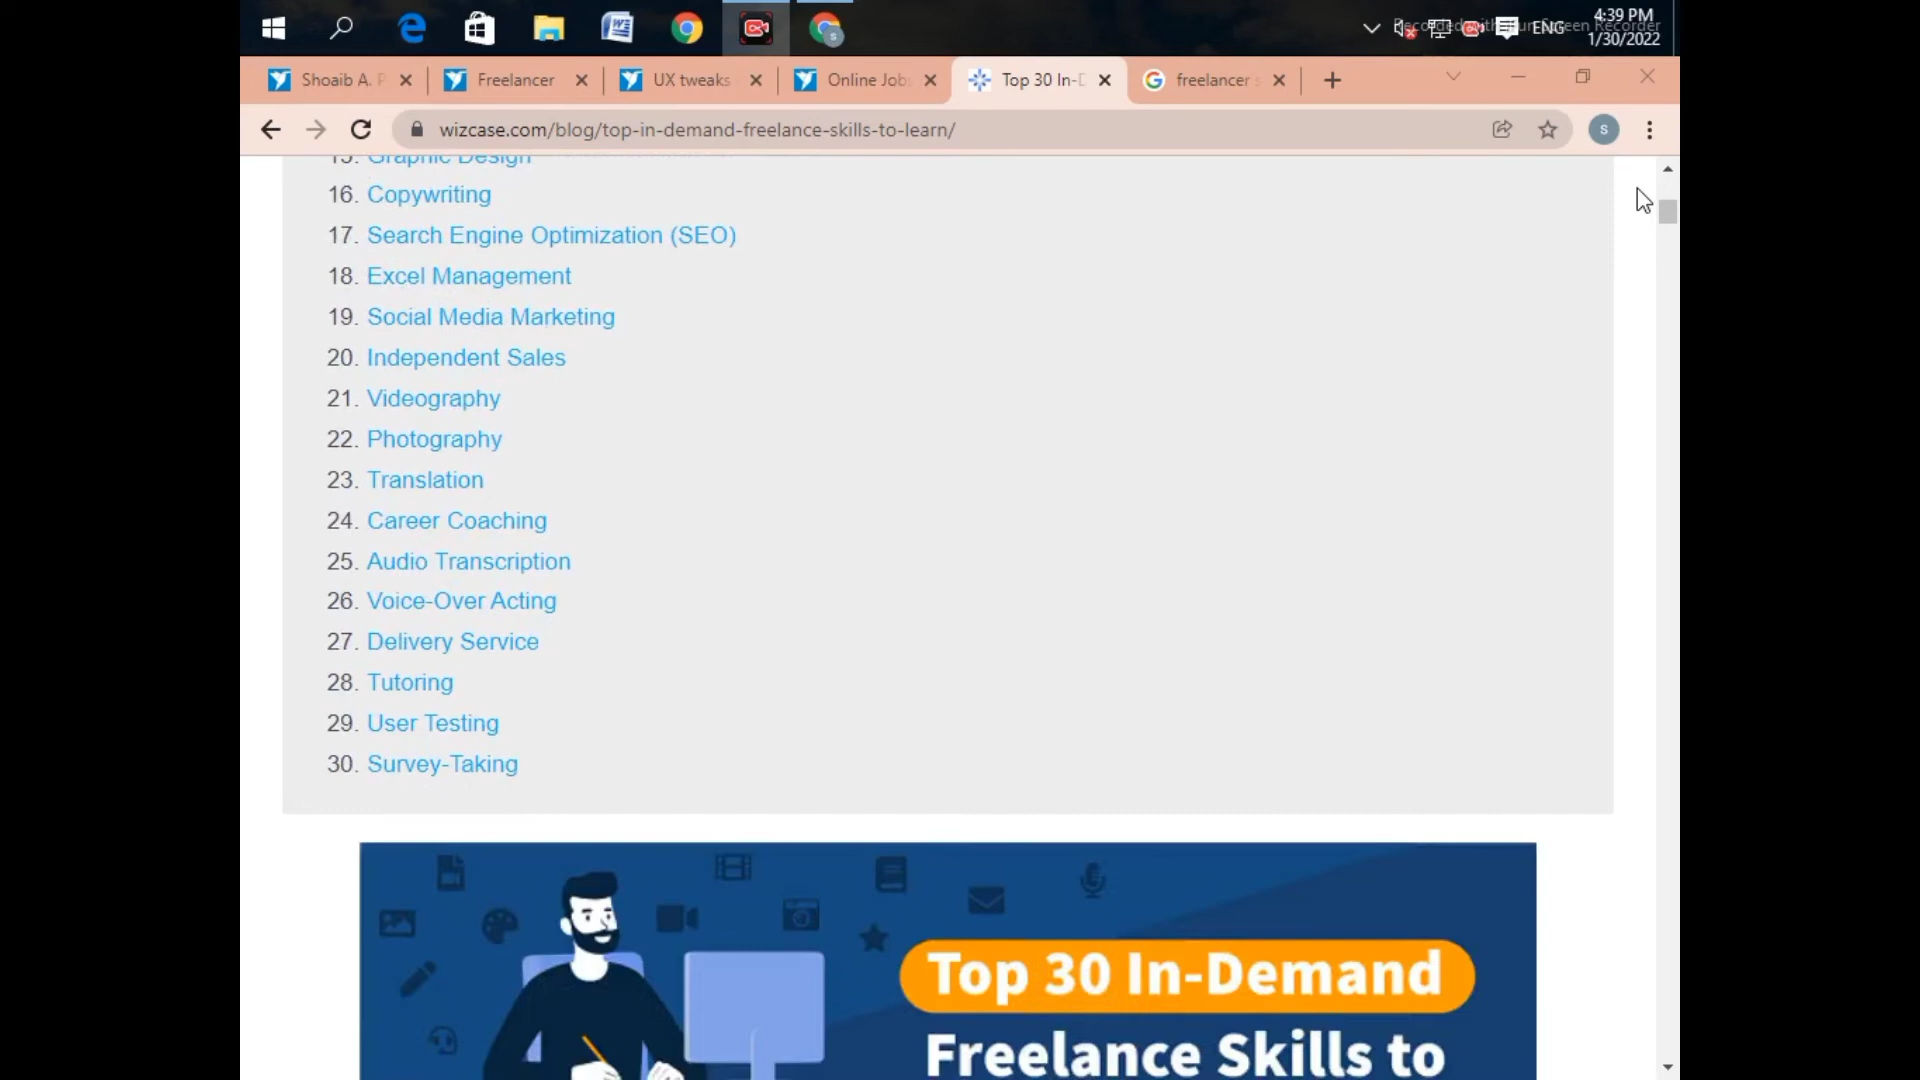 4:39 PM
ENG
1/30/2022
Shoaib A. P
Freelancer
UX tweaks
Online Jobs
Top 30 In-D
freelancer s
wizcase.com/blog/top-in-demand-freelance-skills-to-learn/
S
15. Graphic Design
16. Copywriting
17. Search Engine Optimization (SEO)
18. Excel Management
19. Social Media Marketing
20. Independent Sales
21. Videography
22. Photography
23. Translation
24. Career Coaching
25. Audio Transcription
26. Voice-Over Acting
27. Delivery Service
28. Tutoring
29. User Testing
30. Survey-Taking
Top 30 In-Demand
Freelance Skills to